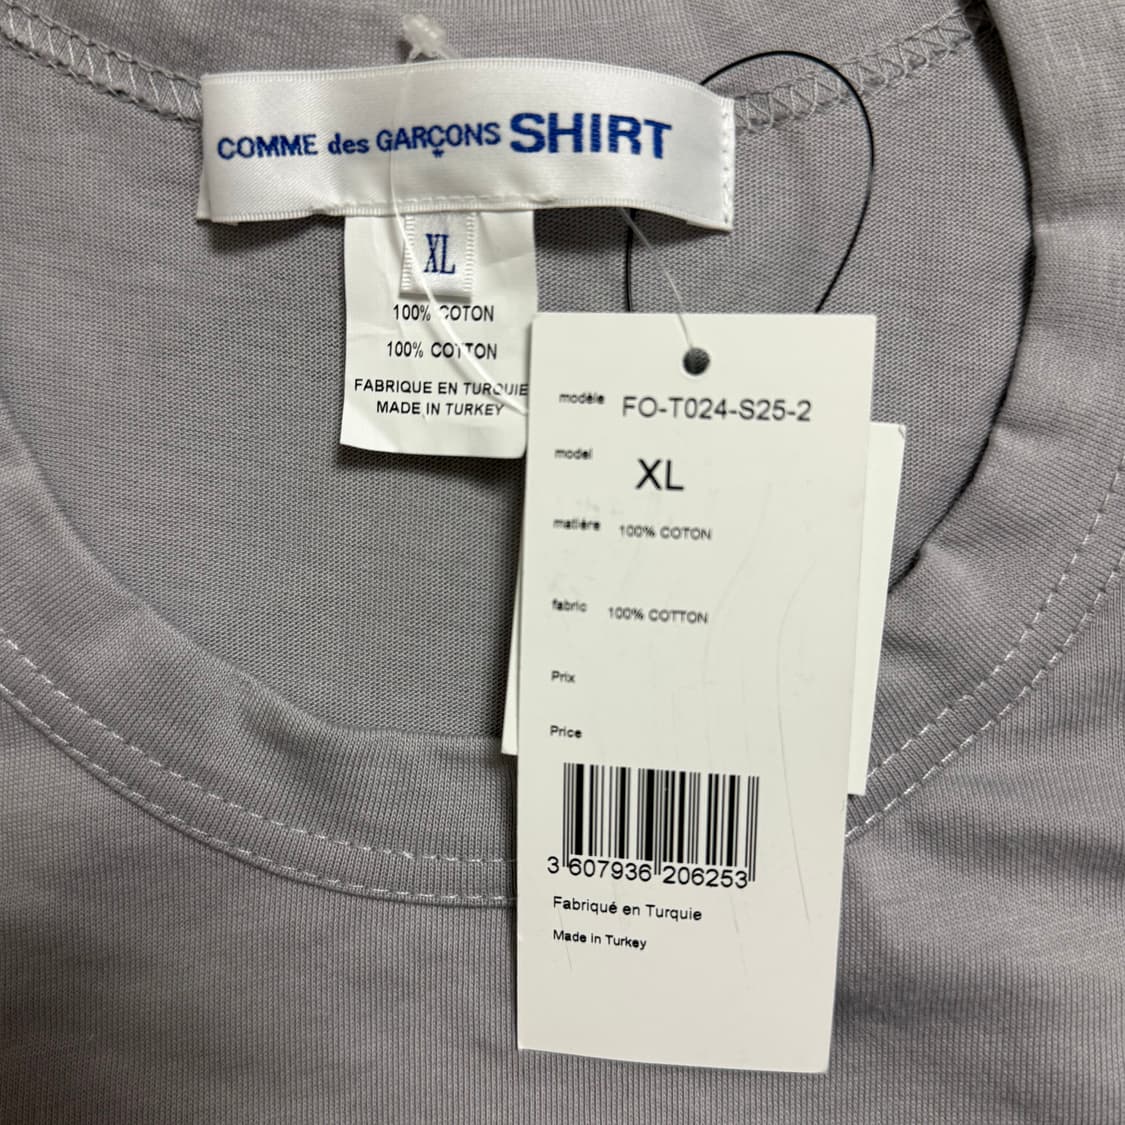 COMME des GARÇONS SHIRT
XL
100% COTON
100% COTTON
FABRIQUE EN TURQUIE
MADE IN TURKEY
modèle FO-T024-S25-2
model XL
matière 100% COTON
fabric 100% COTTON
Prix
Price
3 607936 206253
Fabriqué en Turquie
Made in Turkey